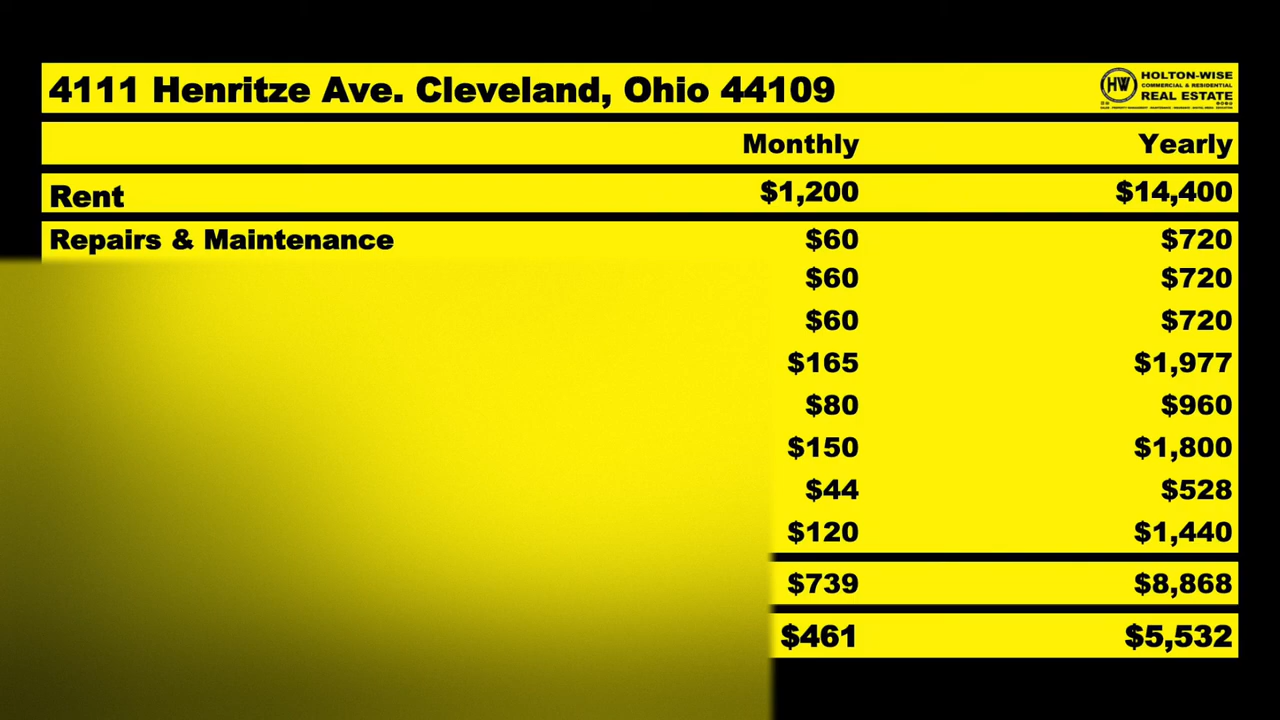 4111 Henritze Ave. Cleveland, Ohio 44109
HW
HOLTON-WISE
COMMERCIAL & RESIDENTIAL
REAL ESTATE
Monthly Yearly
Rent $1,200 $14,400
Repairs & Maintenance $60 $720
$60 $720
$60 $720
$165 $1,977
$80 $960
$150 $1,800
$44 $528
$120 $1,440
$739 $8,868
$461 $5,532